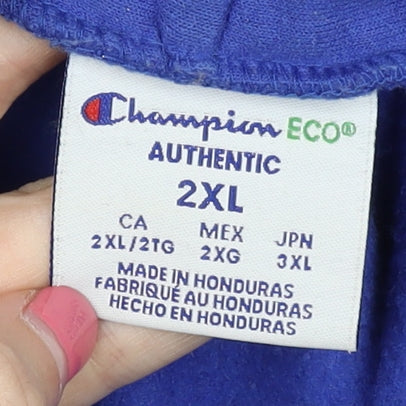 Champion ECO®
AUTHENTIC
2XL
CA MEX JPN
2XL/2TG 2XG 3XL
MADE IN HONDURAS
FABRIQUÉ AU HONDURAS
HECHO EN HONDURAS